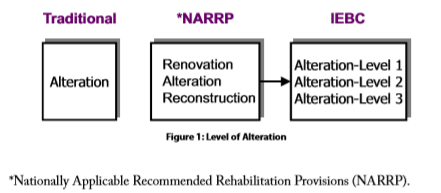 Traditional
*NARRP
IEBC
Alteration
Renovation
Alteration
Reconstruction
Alteration-Level 1
Alteration-Level 2
Alteration-Level 3
Figure 1: Level of Alteration
*Nationally Applicable Recommended Rehabilitation Provisions (NARRP).